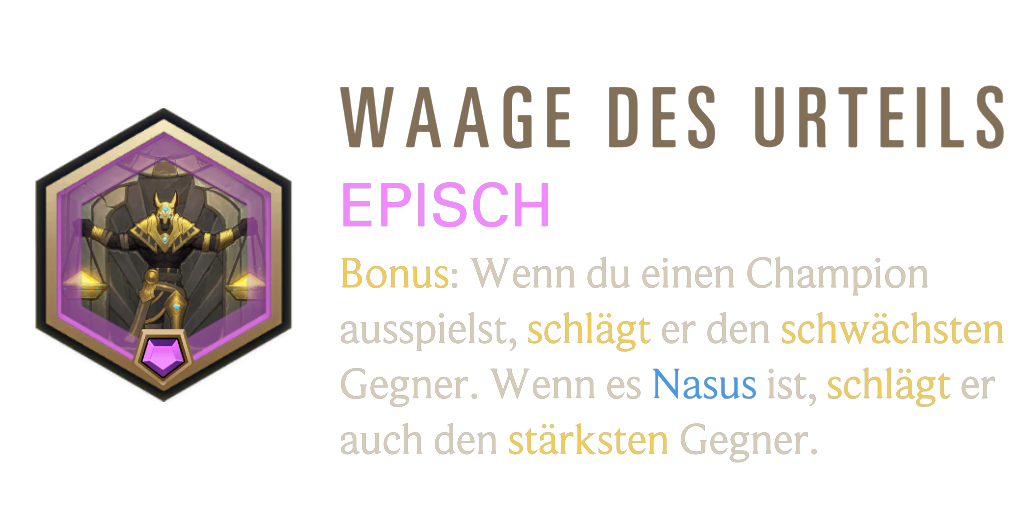 WAAGE DES URTEILS
EPISCH
Bonus: Wenn du einen Champion
ausspielst, schlägt er den schwächsten
Gegner. Wenn es Nasus ist, schlägt er
auch den stärksten Gegner.